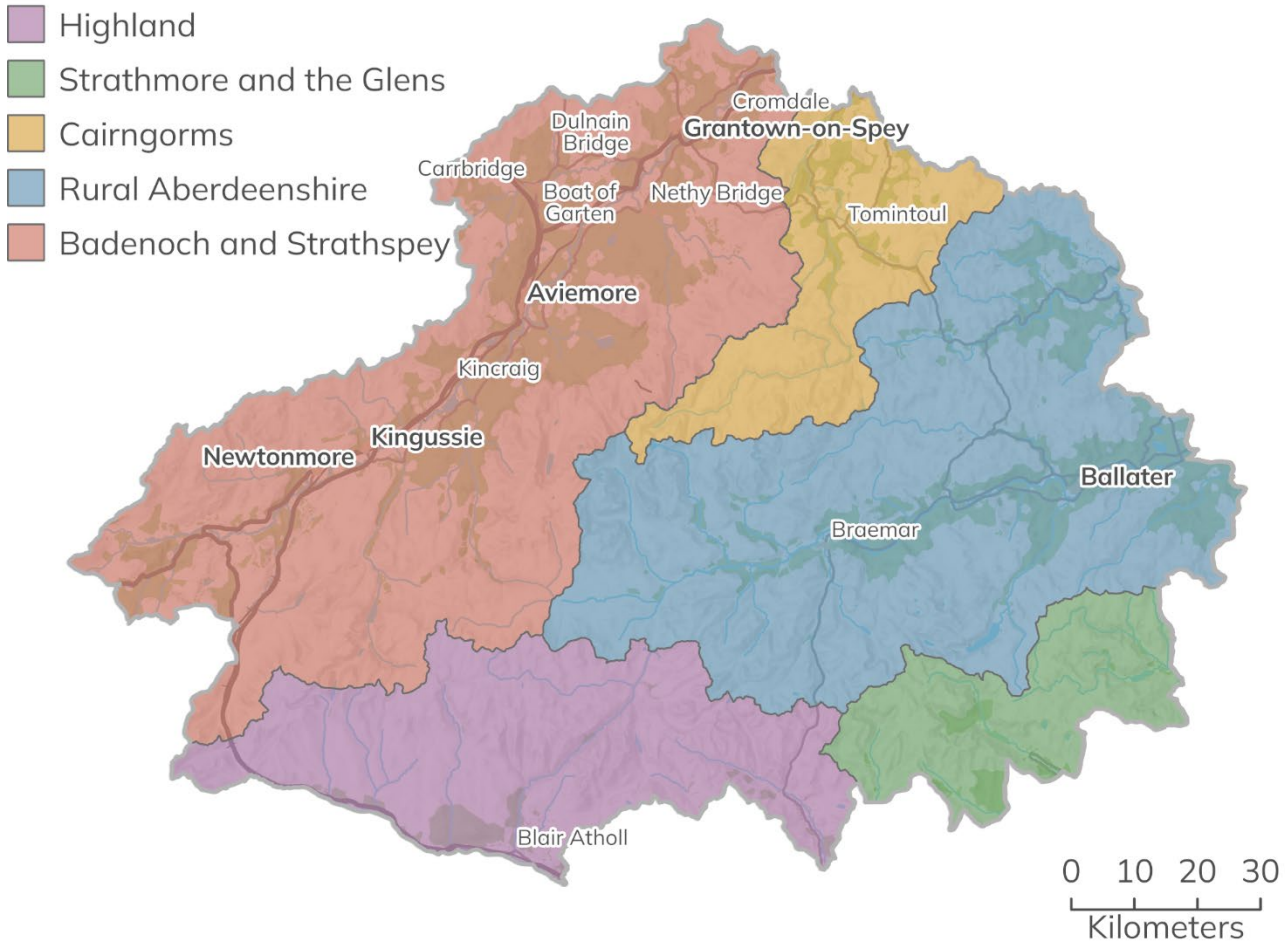 Highland
Strathmore and the Glens
Cairngorms
Rural Aberdeenshire
Badenoch and Strathspey
Cromdale
Grantown-on-Spey
Dulnain
Bridge
Carrbridge
Boat of
Garten
Nethy Bridge
Tomintoul
Aviemore
Kincraig
Kingussie
Newtonmore
Ballater
Braemar
Blair Atholl
0 10 20 30
Kilometers